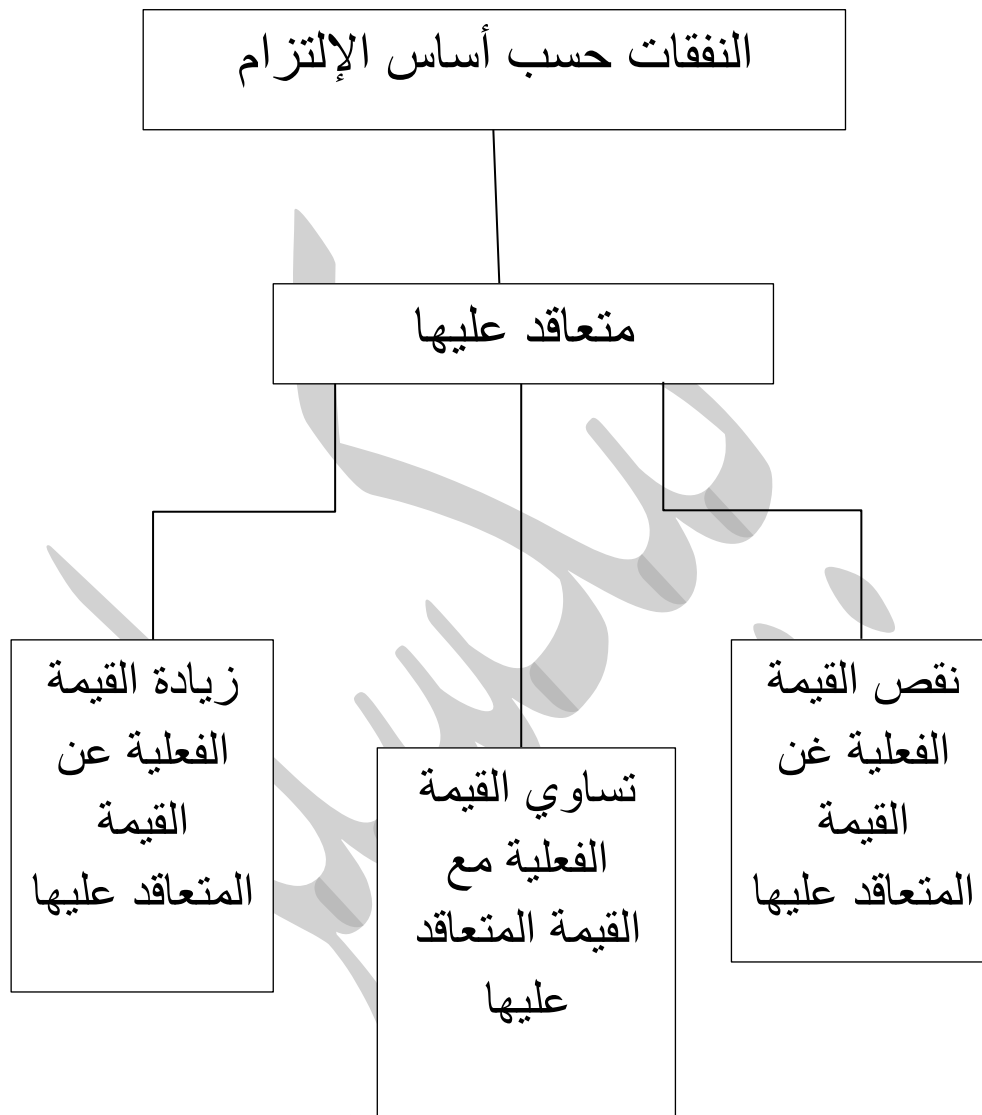 النفقات حسب أساس الإلتزام
متعاقد عليها
نقص القيمة
الفعلية غن
القيمة
المتعاقد عليها
تساوي القيمة
الفعلية مع
القيمة المتعاقد
عليها
زيادة القيمة
الفعلية عن
القيمة
المتعاقد عليها